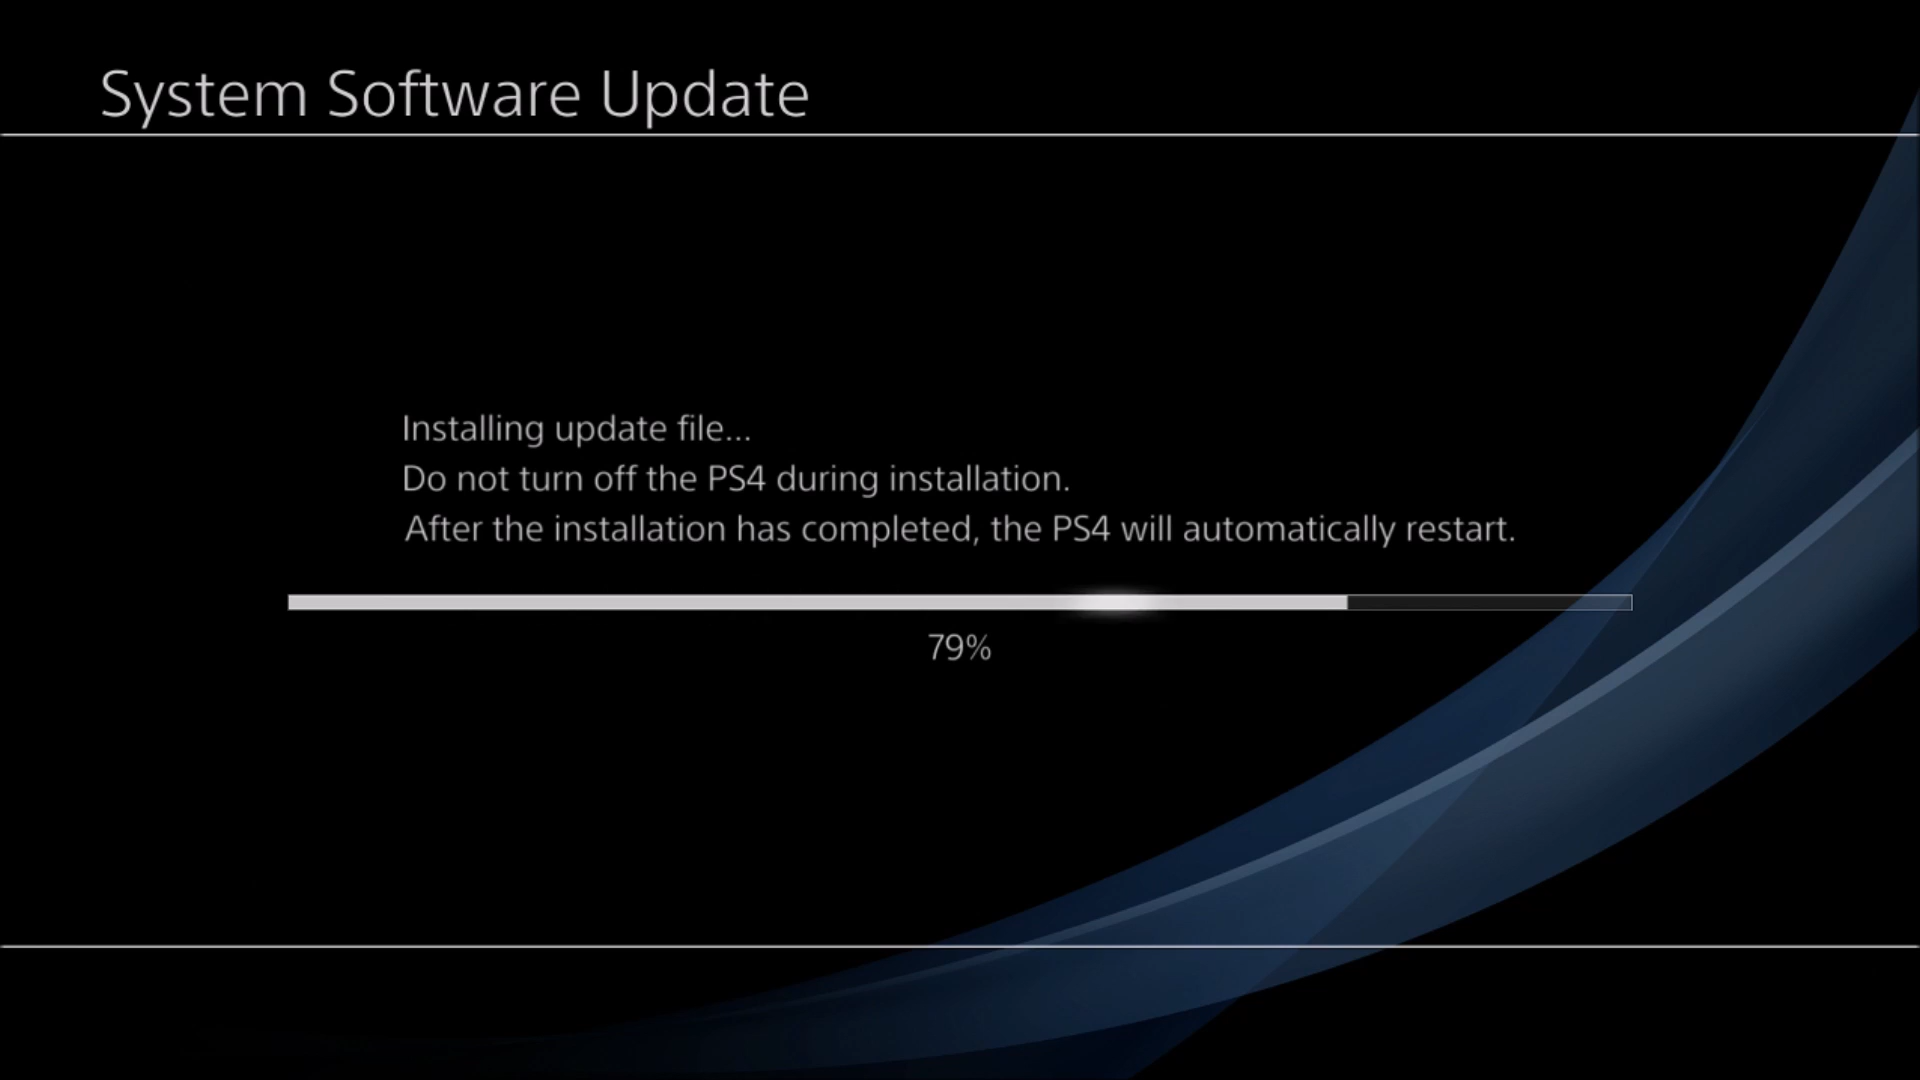 System Software Update
Installing update file...
Do not turn off the PS4 during installation.
After the installation has completed, the PS4 will automatically restart.
79%